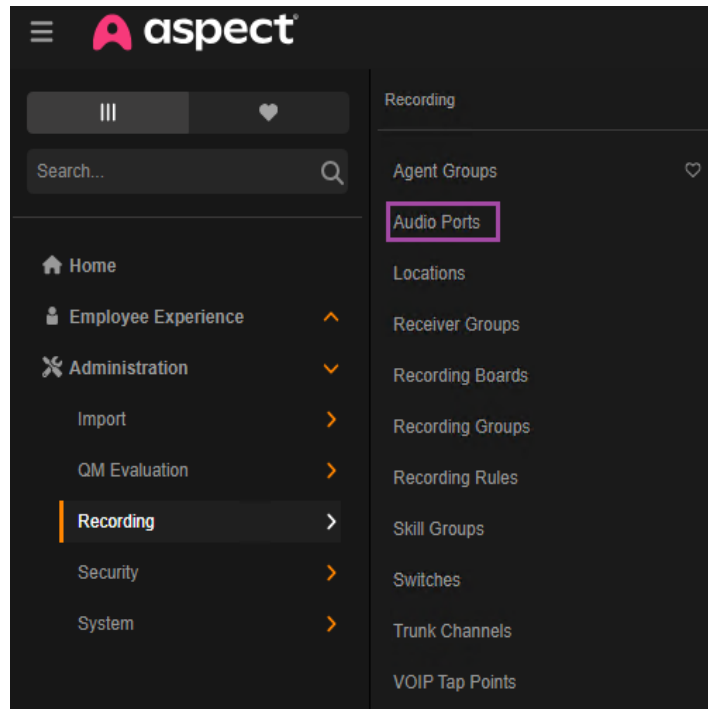 aspect
Search...
Home
Employee Experience
Administration
Import
QM Evaluation
Recording
Security
System
Recording
Agent Groups
Audio Ports
Locations
Receiver Groups
Recording Boards
Recording Groups
Recording Rules
Skill Groups
Switches
Trunk Channels
VOIP Tap Points